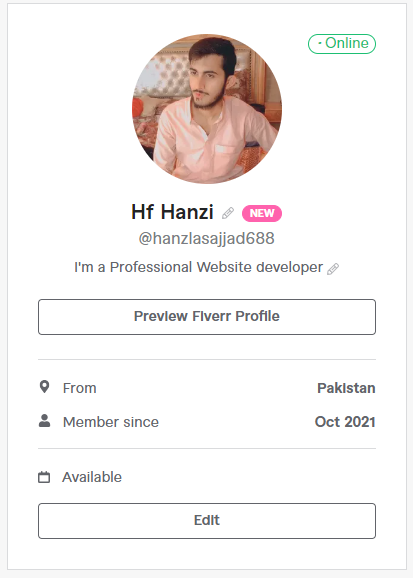 · Online
Hf Hanzi NEW
@hanzlasajjad688
I'm a Professional Website developer
Preview Fiverr Profile
From Pakistan
Member since Oct 2021
Available
Edit